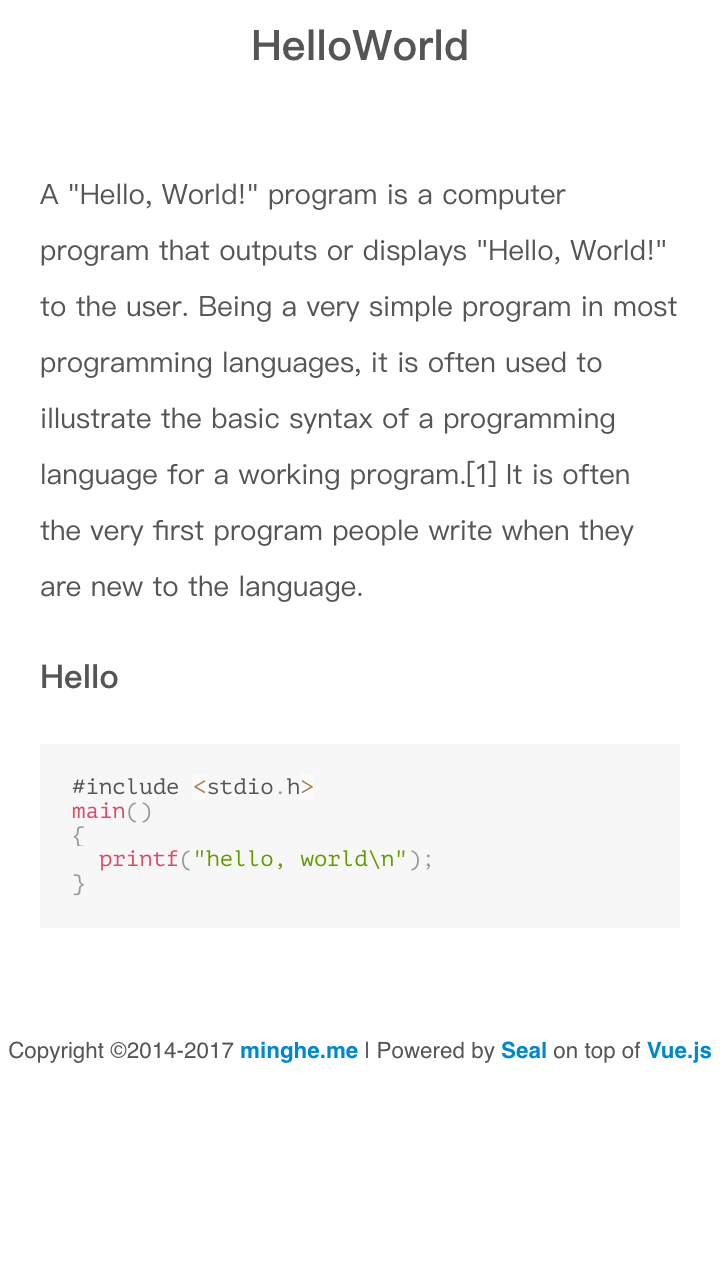 HelloWorld
A "Hello, World!" program is a computer
program that outputs or displays "Hello, World!"
to the user. Being a very simple program in most
programming languages, it is often used to
illustrate the basic syntax of a programming
language for a working program.[1] It is often
the very first program people write when they
are new to the language.
Hello
#include <stdio.h>
main()
{
  printf("hello, world\n");
}
Copyright ©2014-2017 minghe.me | Powered by Seal on top of Vue.js